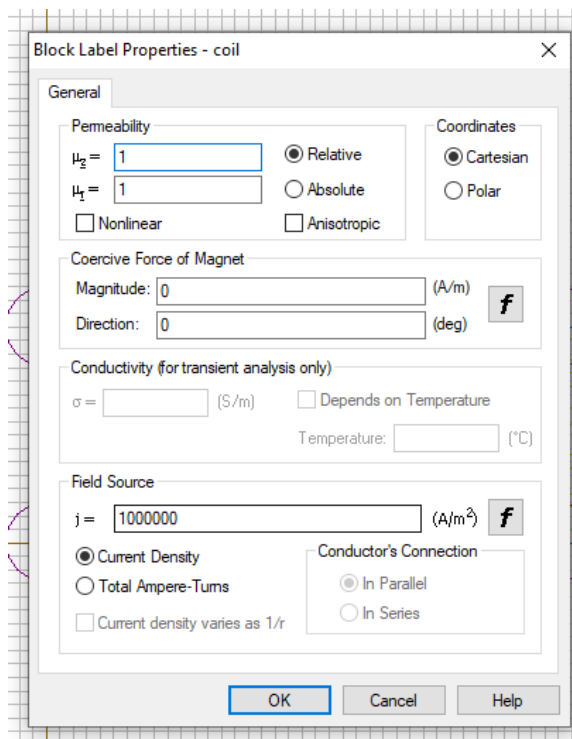 Block Label Properties - coil
General
Permeability
μz = 1
Relative
μr = 1
Absolute
Nonlinear
Anisotropic
Coordinates
Cartesian
Polar
Coercive Force of Magnet
Magnitude: 0 (A/m)
Direction: 0 (deg)
f
Conductivity (for transient analysis only)
σ = (S/m)
Depends on Temperature
Temperature: (°C)
Field Source
j = 1000000 (A/m²)
f
Current Density
Total Ampere-Turns
Current density varies as 1/r
Conductor's Connection
In Parallel
In Series
OK
Cancel
Help